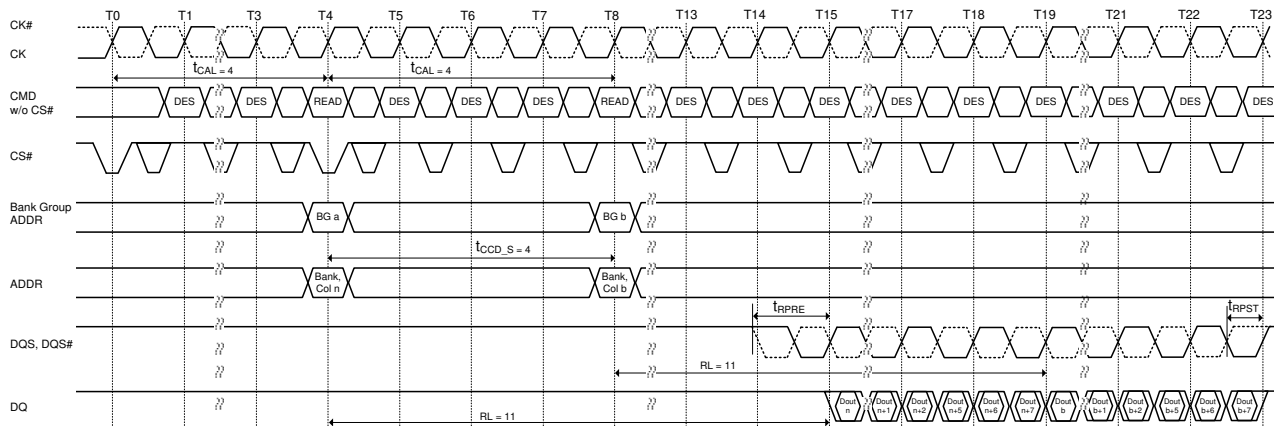 T0 T1 T3 T4 T5 T6 T7 T8 T13 T14 T15 T17 T18 T19 T21 T22 T23
CK#
CK
tCAL = 4 tCAL = 4
CMD
w/o CS#
DES DES READ DES DES DES READ DES DES DES DES DES DES DES DES DES
CS#
Bank Group
ADDR
BG a BG b
tCCD_S = 4
ADDR
Bank,
Col n
Bank,
Col b
tRPRE tRPST
DQS, DQS#
RL = 11
DQ
Dout
n
Dout
n+1
Dout
n+2
Dout
n+5
Dout
n+6
Dout
n+7
Dout
b
Dout
b+1
Dout
b+2
Dout
b+5
Dout
b+6
Dout
b+7
RL = 11